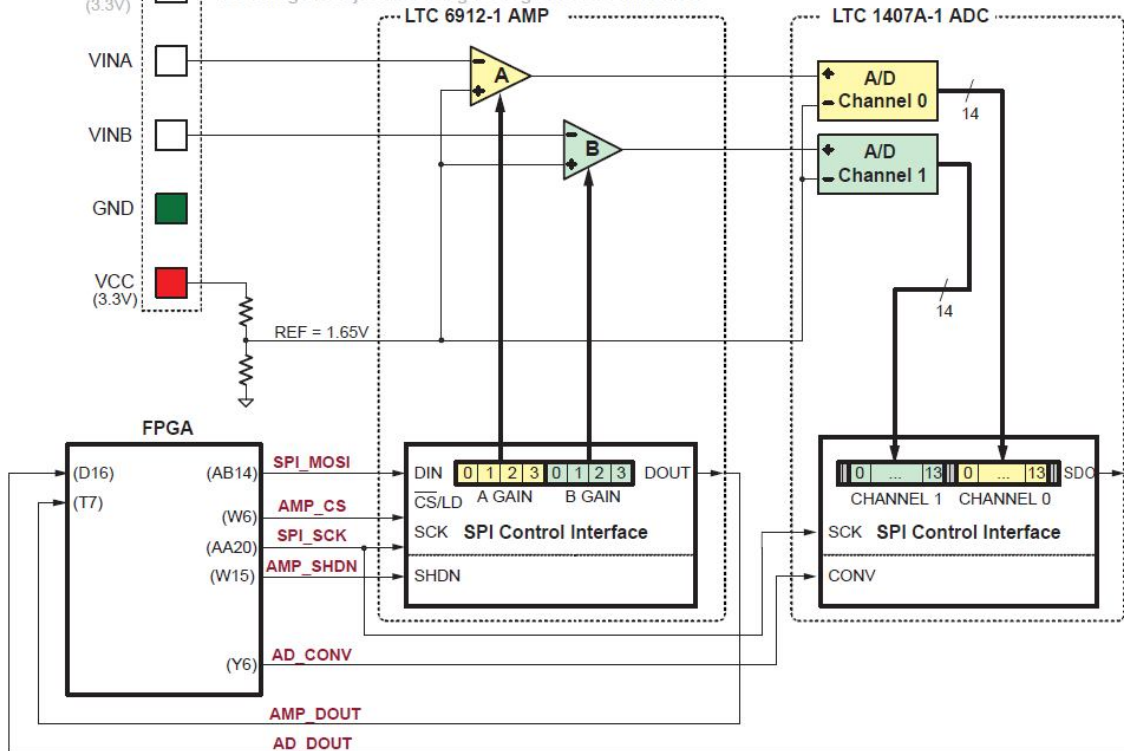 (3.3V)
LTC 6912-1 AMP
LTC 1407A-1 ADC
VINA
- A +
+ A/D
- Channel 0
14
VINB
- B +
+ A/D
- Channel 1
14
GND
VCC
(3.3V)
REF = 1.65V
FPGA
(D16)
(T7)
(AB14)
SPI_MOSI
(W6)
AMP_CS
(AA20)
SPI_SCK
(W15)
AMP_SHDN
(Y6)
AD_CONV
DIN 0 1 2 3 0 1 2 3 DOUT
CS/LD A GAIN B GAIN
SCK SPI Control Interface
SHDN
0 ... 13 0 ... 13 SDO
CHANNEL 1 CHANNEL 0
SCK SPI Control Interface
CONV
AMP_DOUT
AD_DOUT